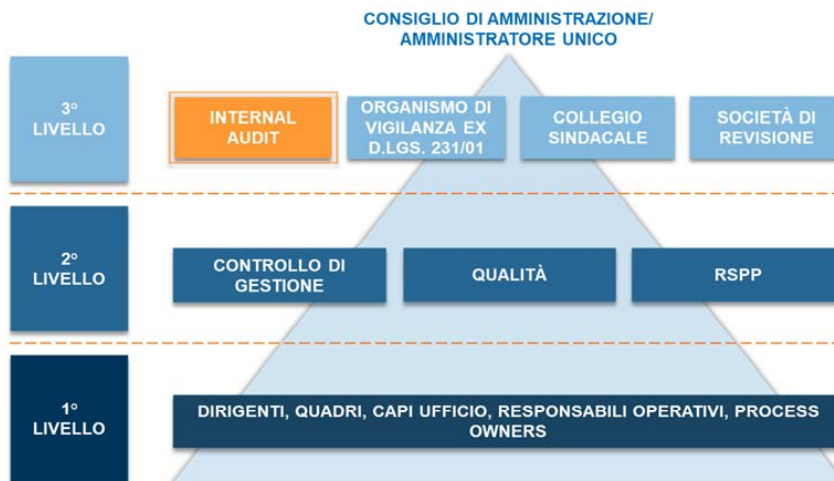 CONSIGLIO DI AMMINISTRAZIONE/
AMMINISTRATORE UNICO
3°
LIVELLO
INTERNAL
AUDIT
ORGANISMO DI
VIGILANZA EX
D.LGS. 231/01
COLLEGIO
SINDACALE
SOCIETÀ DI
REVISIONE
2°
LIVELLO
CONTROLLO DI
GESTIONE
QUALITÀ
RSPP
1°
LIVELLO
DIRIGENTI, QUADRI, CAPI UFFICIO, RESPONSABILI OPERATIVI, PROCESS
OWNERS